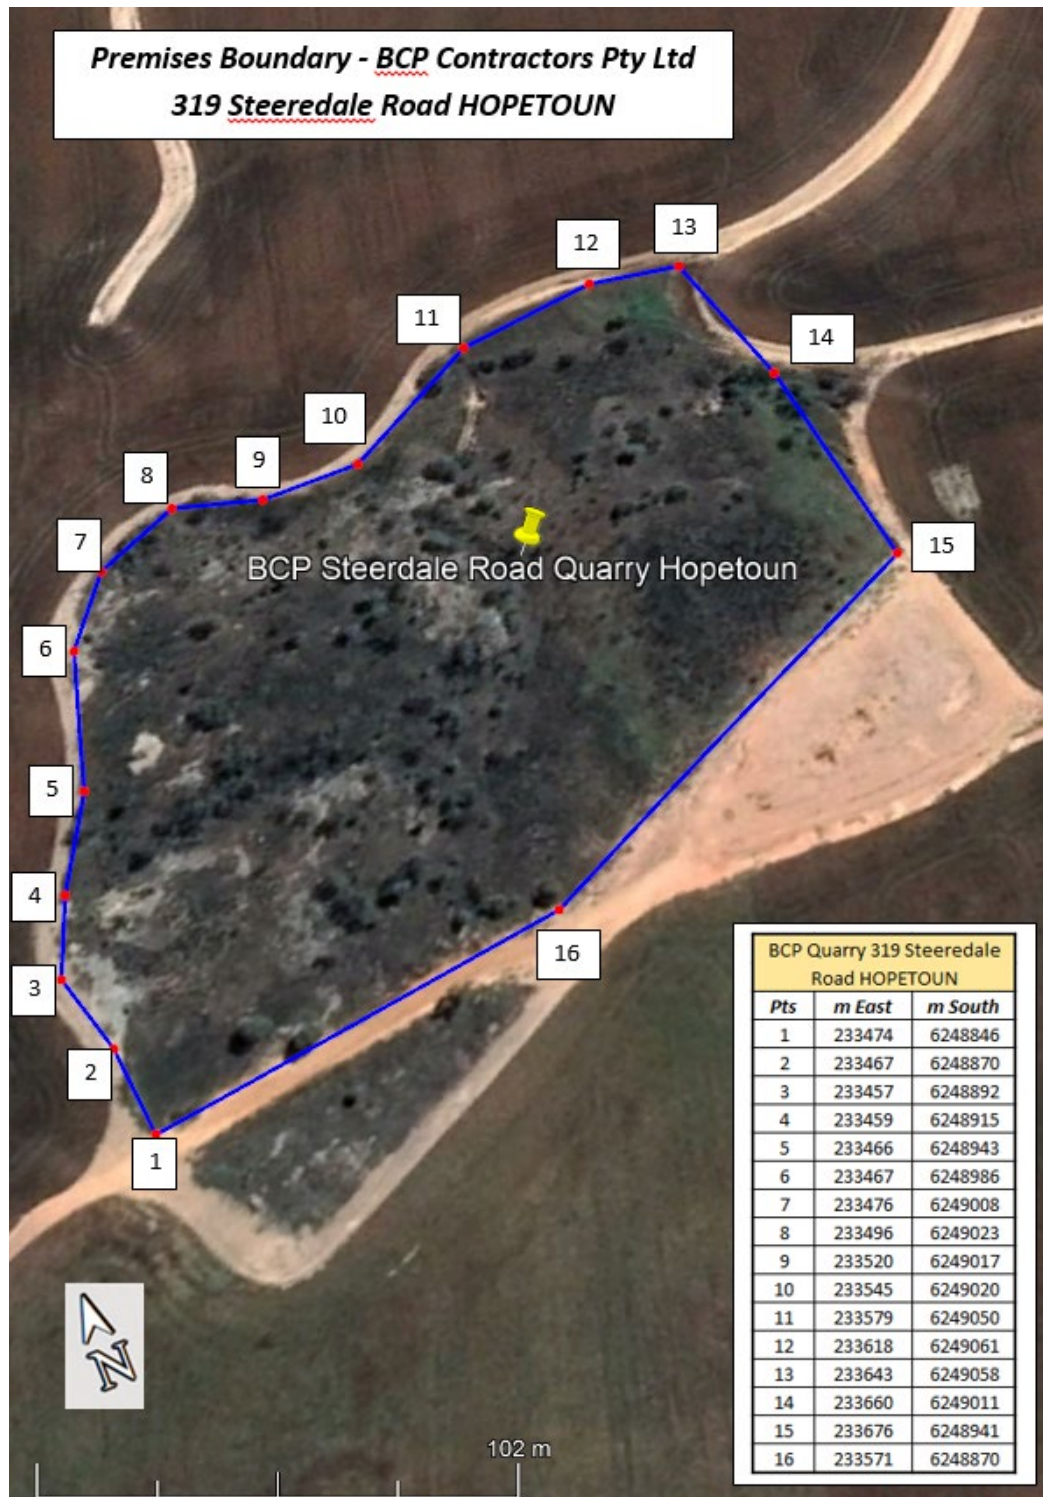 Premises Boundary - BCP Contractors Pty Ltd
319 Steeredale Road HOPETOUN
13
12
11
14
10
9
8
15
7
BCP Steerdale Road Quarry Hopetoun
6
5
4
16
3
2
1
N
102 m
BCP Quarry 319 Steeredale
Road HOPETOUN
Pts m East m South
1 233474 6248846
2 233467 6248870
3 233457 6248892
4 233459 6248915
5 233466 6248943
6 233467 6248986
7 233476 6249008
8 233496 6249023
9 233520 6249017
10 233545 6249020
11 233579 6249050
12 233618 6249061
13 233643 6249058
14 233660 6249011
15 233676 6248941
16 233571 6248870